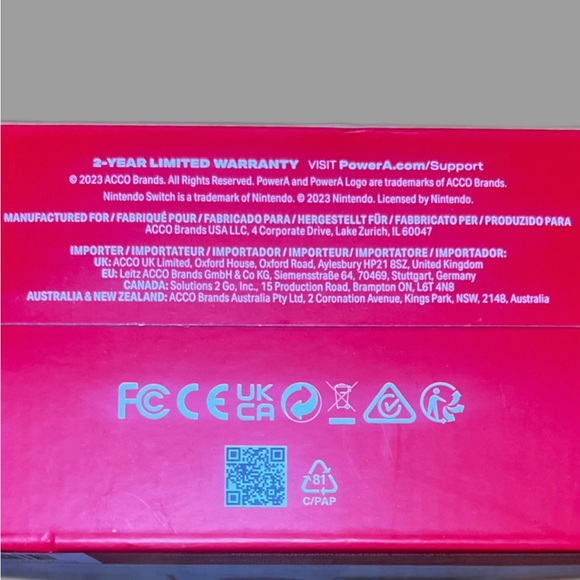 2-YEAR LIMITED WARRANTY VISIT PowerA.com/Support
© 2023 ACCO Brands. All Rights Reserved. PowerA and PowerA Logo are trademarks of ACCO Brands.
Nintendo Switch is a trademark of Nintendo. © 2023 Nintendo. Licensed by Nintendo.
MANUFACTURED FOR / FABRIQUÉ POUR / FABRICADO PARA / HERGESTELLT FÜR / FABBRICATO PER / PRODUZIDO PARA
ACCO Brands USA LLC, 4 Corporate Drive, Lake Zurich, IL 60047
IMPORTER / IMPORTATEUR / IMPORTADOR / IMPORTEUR / IMPORTATORE / IMPORTADOR:
UK: ACCO UK Limited, Oxford House, Oxford Road, Aylesbury HP21 8SZ, United Kingdom
EU: Leitz ACCO Brands GmbH & Co KG, Siemensstraße 64, 70469, Stuttgart, Germany
CANADA: Solutions 2 Go, Inc., 15 Production Road, Brampton ON, L6T 4N8
AUSTRALIA & NEW ZEALAND: ACCO Brands Australia Pty Ltd, 2 Coronation Avenue, Kings Park, NSW, 2148, Australia
FC CE UK
CA
81
C/PAP